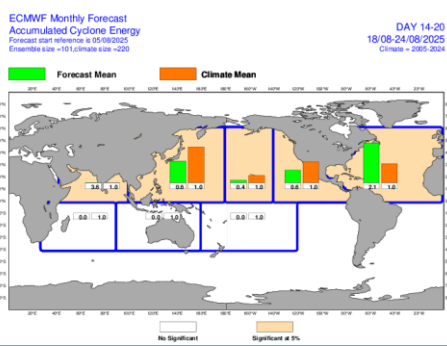 ECMWF Monthly Forecast
Accumulated Cyclone Energy
Forecast start reference is 05/08/2025
Ensemble size =101,climate size =220
DAY 14-20
18/08-24/08/2025
Climate = 2005-2024
Forecast Mean
Climate Mean
3.6 1.0
0.6 1.0
0.4 1.0
0.6 1.0
2.1 1.0
0.0 1.0
0.0 1.0
0.0 1.0
No Significant
Significant at 5%